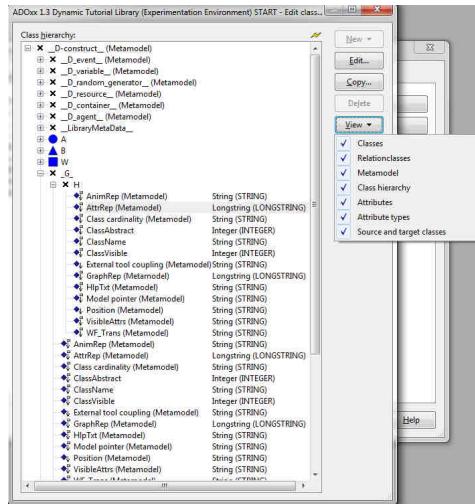 ADOxx 1.3 Dynamic Tutorial Library (Experimentation Environment) START - Edit class...
Class hierarchy:
New
Edit...
Copy...
Delete
View
__D-construct__ (Metamodel)
__D_event__ (Metamodel)
__D_variable__ (Metamodel)
__D_random_generator__ (Metamodel)
__D_resource__ (Metamodel)
__D_container__ (Metamodel)
__D_agent__ (Metamodel)
__LibraryMetaData__
A
B
W
_G_
H
AnimRep (Metamodel) String (STRING)
AttrRep (Metamodel) Longstring (LONGSTRING)
Class cardinality (Metamodel) String (STRING)
ClassAbstract Integer (INTEGER)
ClassName String (STRING)
ClassVisible Integer (INTEGER)
External tool coupling (Metamodel) String (STRING)
GraphRep (Metamodel) Longstring (LONGSTRING)
HlpTxt (Metamodel) String (STRING)
Model pointer (Metamodel) String (STRING)
Position (Metamodel) String (STRING)
VisibleAttrs (Metamodel) String (STRING)
WF_Trans (Metamodel) String (STRING)
AnimRep (Metamodel) String (STRING)
AttrRep (Metamodel) Longstring (LONGSTRING)
Class cardinality (Metamodel) String (STRING)
ClassAbstract Integer (INTEGER)
ClassName String (STRING)
ClassVisible Integer (INTEGER)
External tool coupling (Metamodel) String (STRING)
GraphRep (Metamodel) Longstring (LONGSTRING)
HlpTxt (Metamodel) String (STRING)
Model pointer (Metamodel) String (STRING)
Position (Metamodel) String (STRING)
VisibleAttrs (Metamodel) String (STRING)
Classes
Relationclasses
Metamodel
Class hierarchy
Attributes
Attribute types
Source and target classes
Help